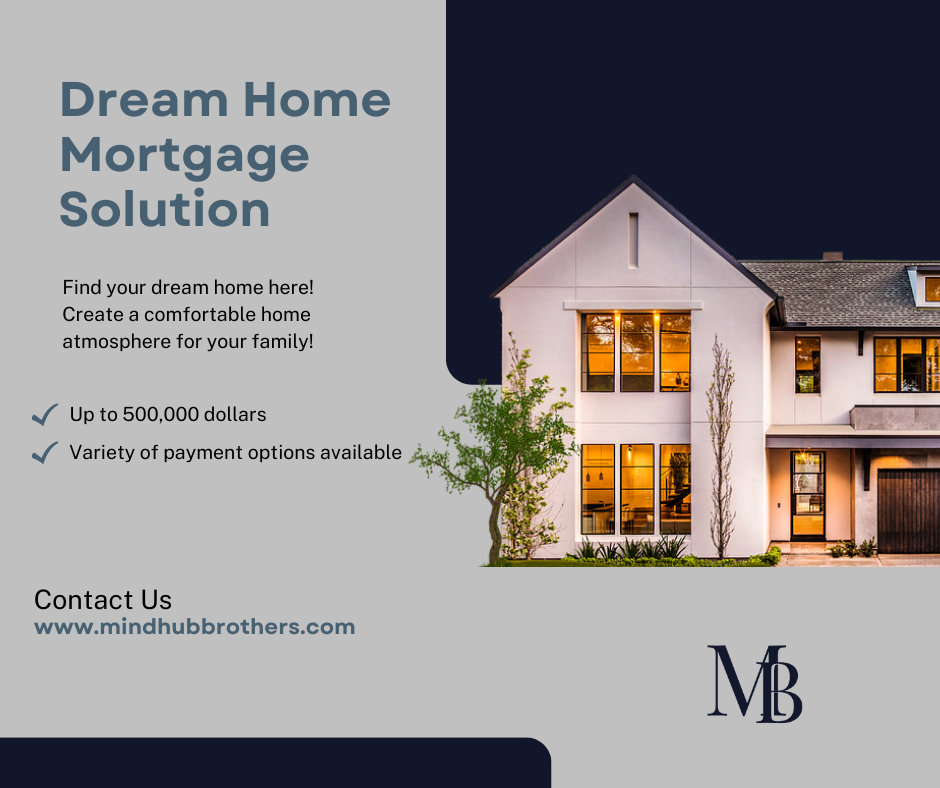 Dream Home
Mortgage
Solution
Find your dream home here!
Create a comfortable home
atmosphere for your family!
Up to 500,000 dollars
Variety of payment options available
Contact Us
www.mindhubbrothers.com
MB